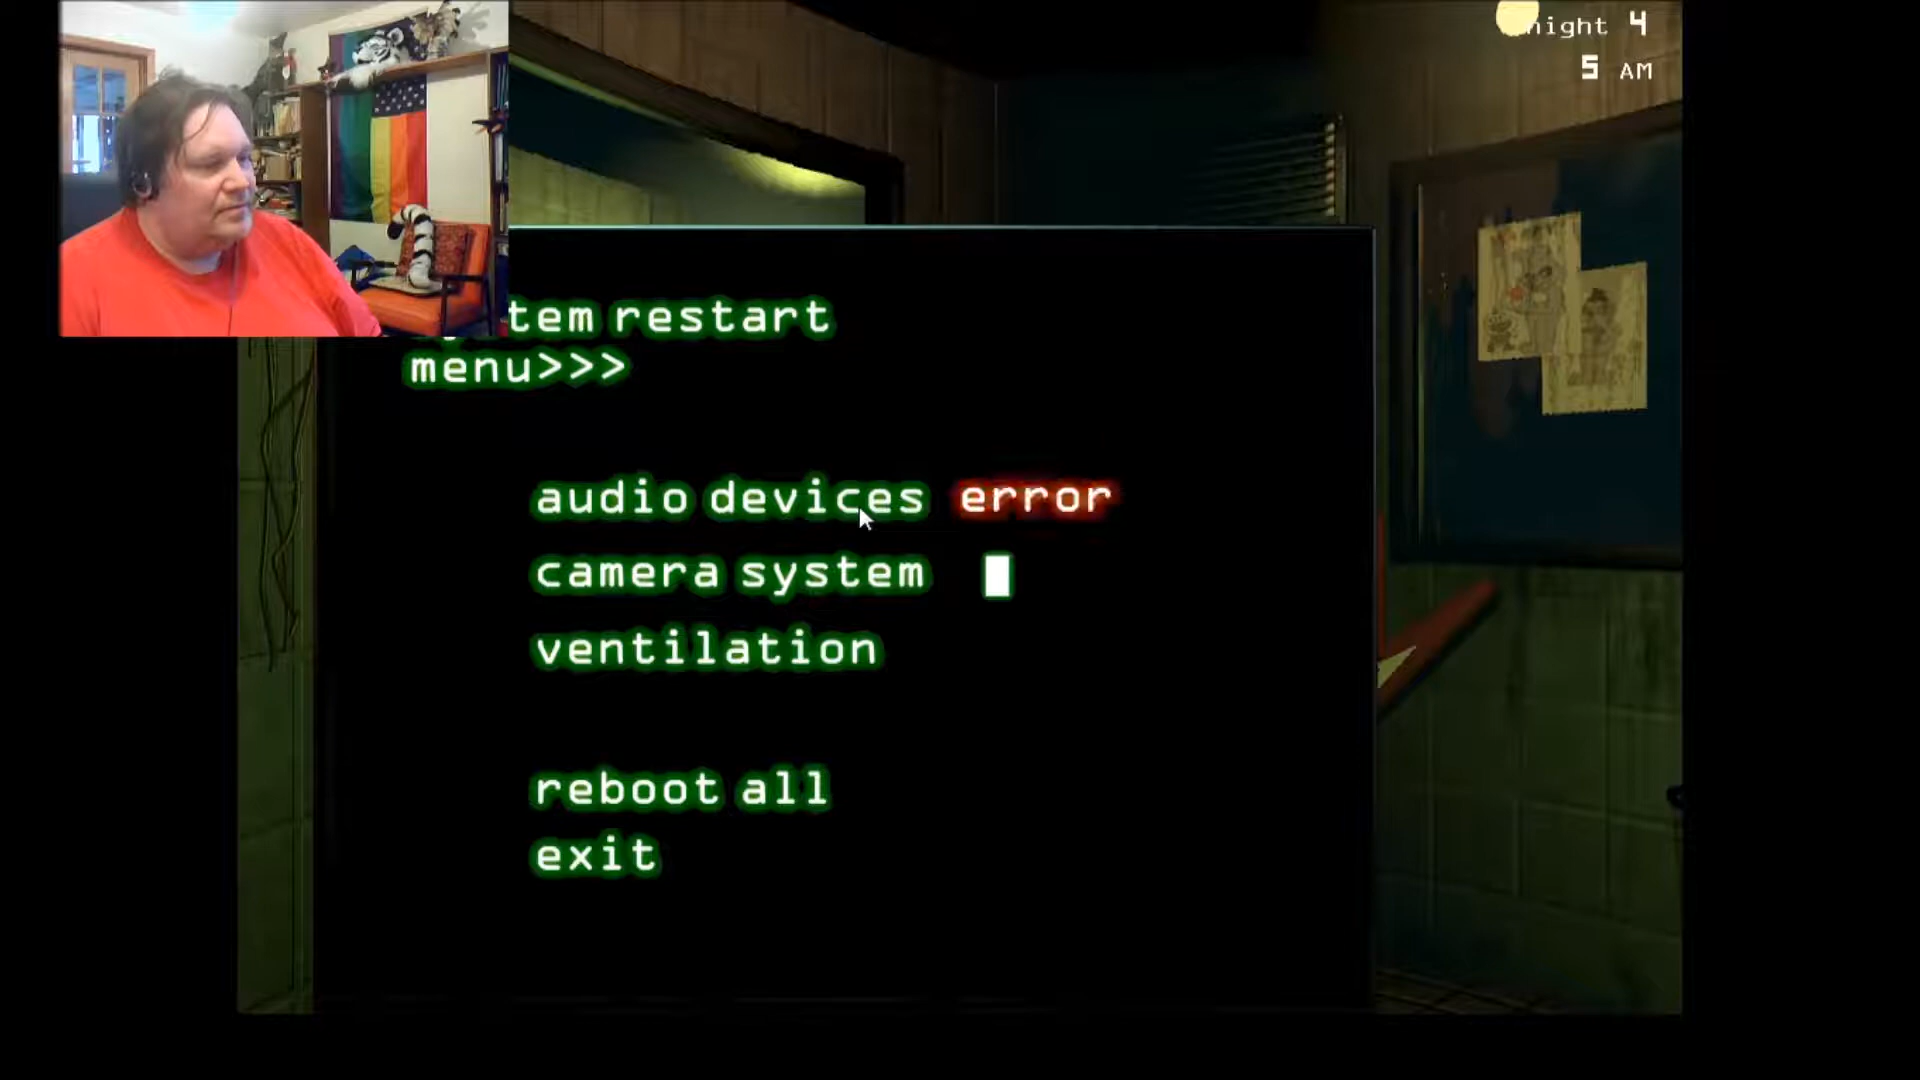 night 4
5 AM
tem restart
menu>>>
audio devices error
camera system
ventilation
reboot all
exit